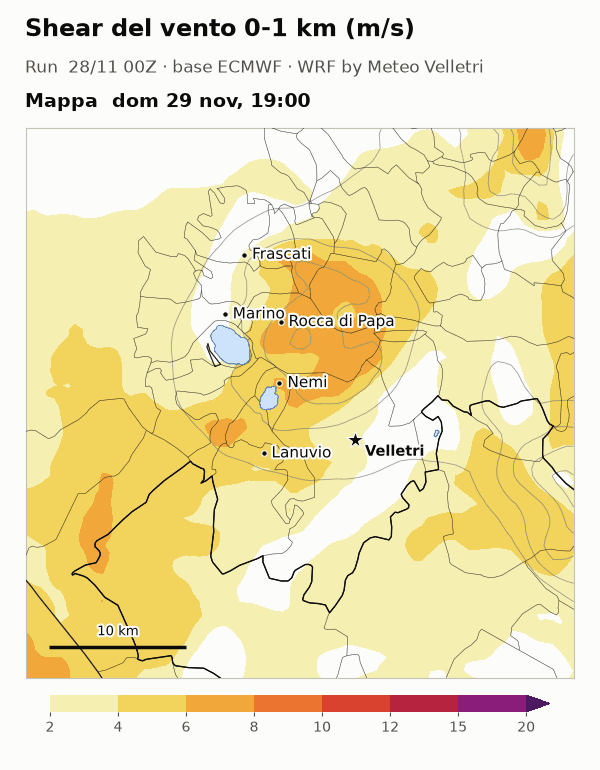 Shear del vento 0-1 km (m/s)
Run  28/11 00Z · base ECMWF · WRF by Meteo Velletri
Mappa  dom 29 nov, 19:00
Frascati
Marino
Rocca di Papa
Nemi
Velletri
Lanuvio
10 km
2 4 6 8 10 12 15 20